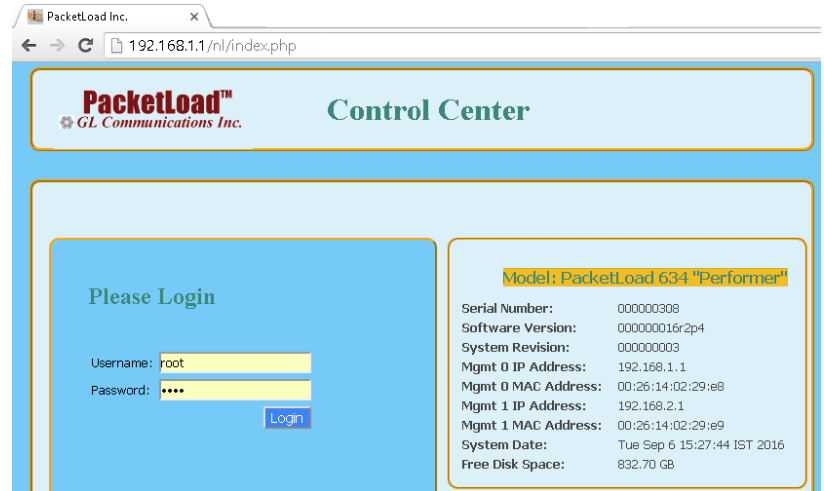 PacketLoad Inc.
192.168.1.1/nl/index.php
PacketLoad™
GL Communications Inc.
Control Center
Please Login
Username: root
Password: ••••
Login
Model: PacketLoad 634 "Performer"
Serial Number: 000000308
Software Version: 000000016r2p4
System Revision: 000000003
Mgmt 0 IP Address: 192.168.1.1
Mgmt 0 MAC Address: 00:26:14:02:29:e8
Mgmt 1 IP Address: 192.168.2.1
Mgmt 1 MAC Address: 00:26:14:02:29:e9
System Date: Tue Sep 6 15:27:44 IST 2016
Free Disk Space: 832.70 GB